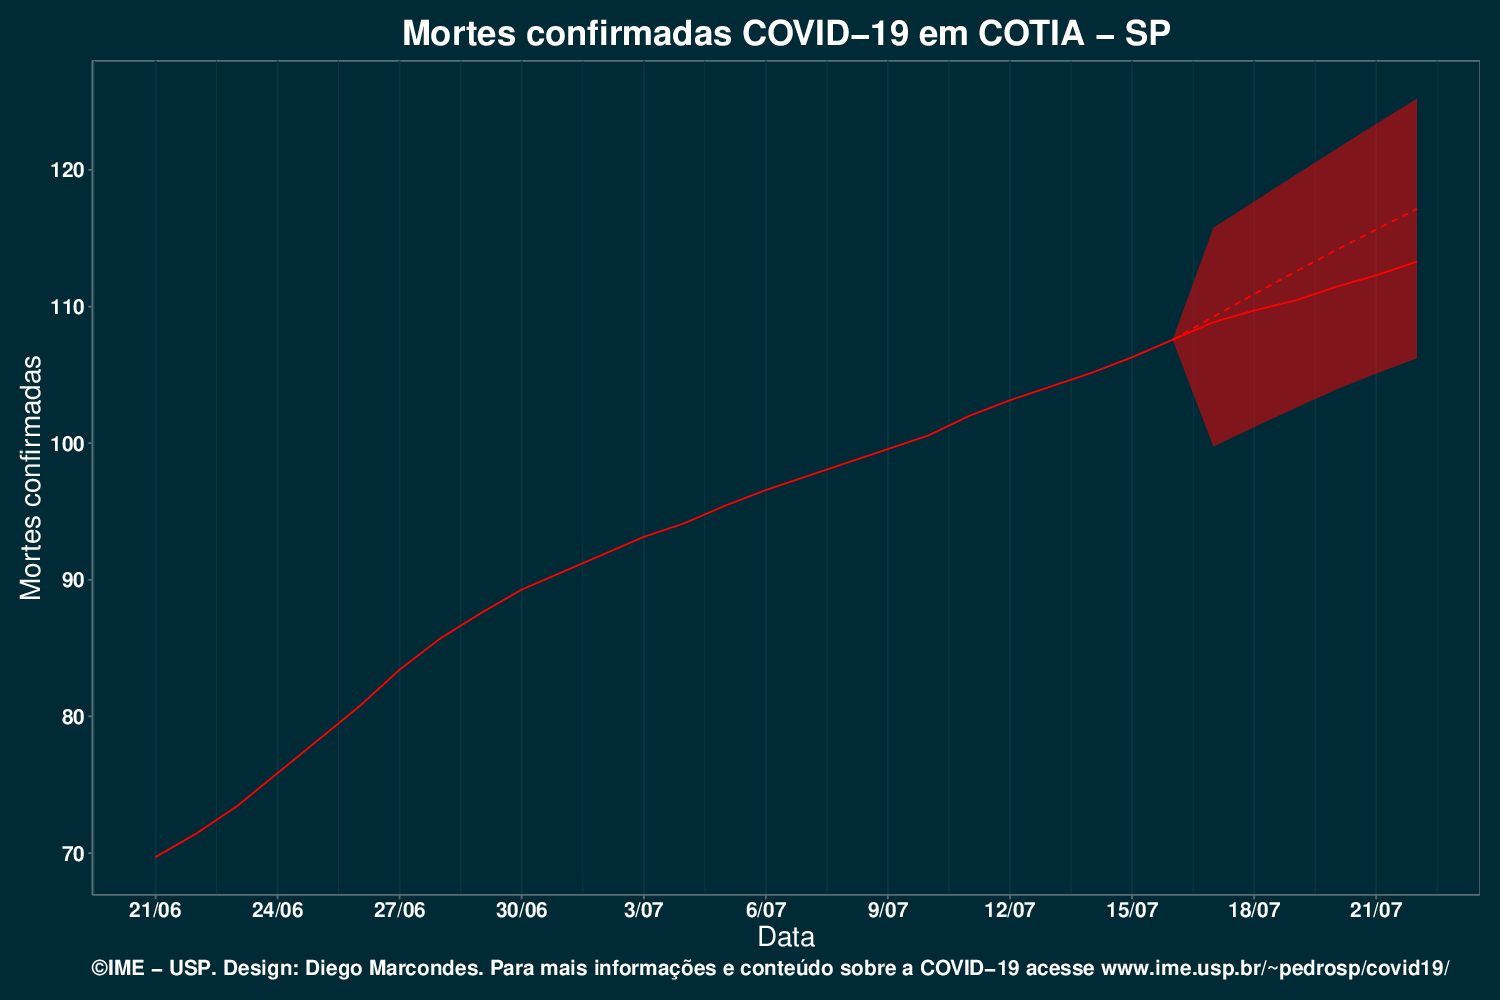 Mortes confirmadas COVID−19 em COTIA − SP
Mortes confirmadas
120
110
100
90
80
70
21/06 24/06 27/06 30/06 3/07 6/07 9/07 12/07 15/07 18/07 21/07
Data
©IME − USP. Design: Diego Marcondes. Para mais informações e conteúdo sobre a COVID−19 acesse www.ime.usp.br/~pedrosp/covid19/